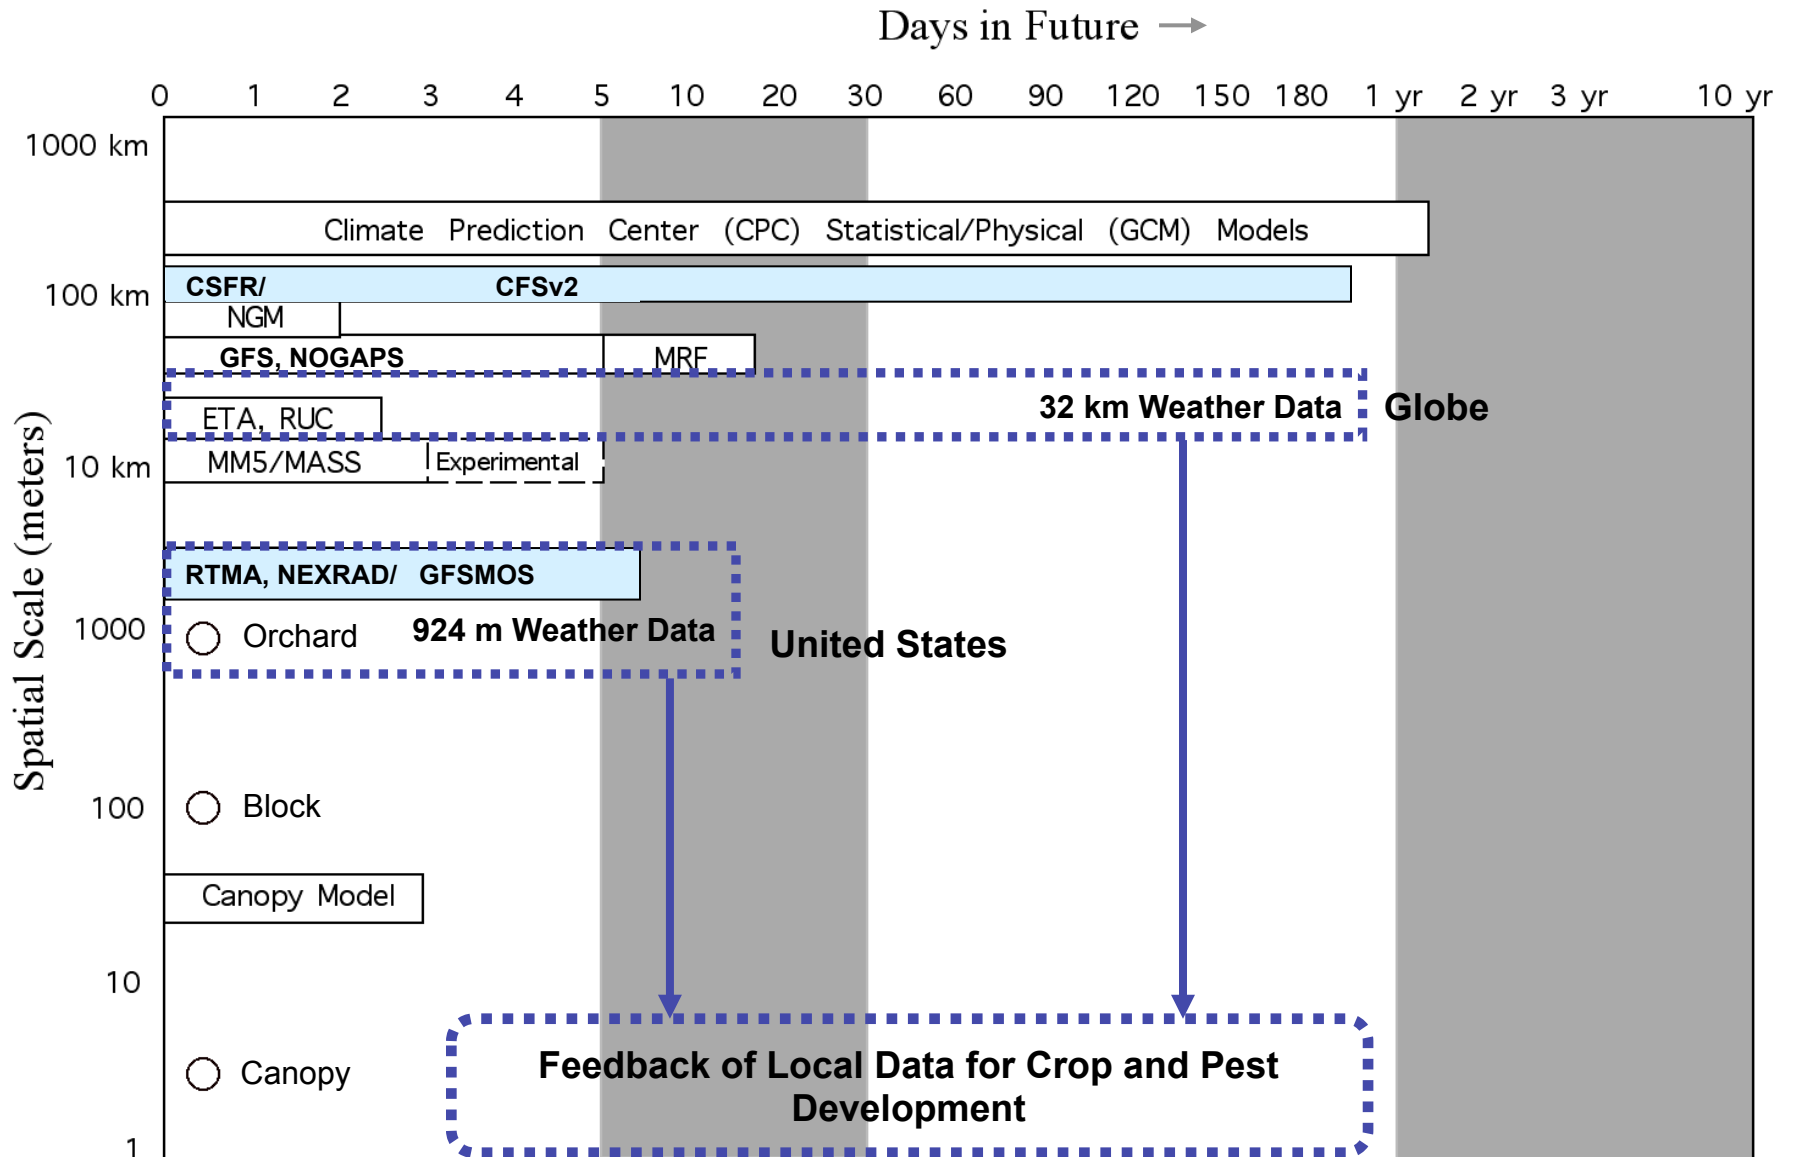 Days in Future
0 1 2 3 4 5 10 20 30 60 90 120 150 180 1 yr 2 yr 3 yr 10 yr
1000 km
Climate Prediction Center (CPC) Statistical/Physical (GCM) Models
CSFR/ CFSv2
100 km
NGM
GFS, NOGAPS MRF
32 km Weather Data Globe
ETA, RUC
10 km MM5/MASS Experimental
Spatial Scale (meters)
RTMA, NEXRAD/ GFSMOS
1000 Orchard 924 m Weather Data
United States
100 Block
Canopy Model
10
Feedback of Local Data for Crop and Pest
Development
Canopy
1